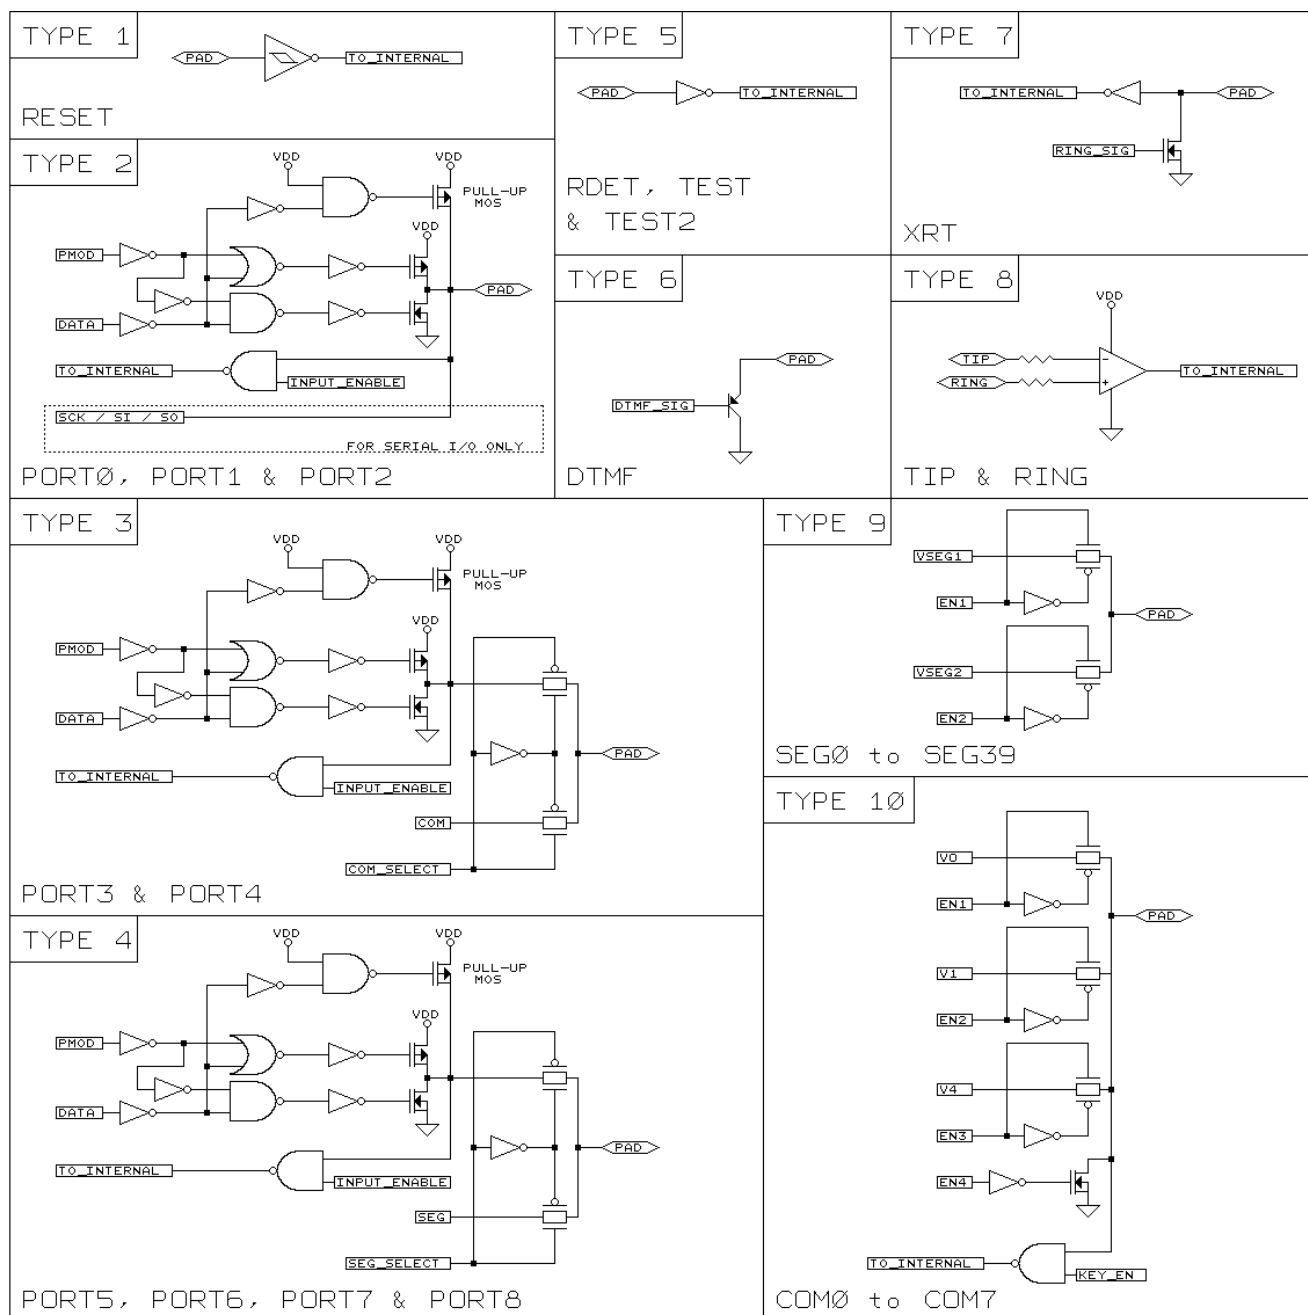 TYPE 1
PAD
TO_INTERNAL
RESET
TYPE 2
VDD
VDD
PULL-UP
MOS
VDD
PMOD
PAD
DATA
TO_INTERNAL
INPUT_ENABLE
SCK / SI / SO
FOR SERIAL I/O ONLY
PORT0, PORT1 & PORT2
TYPE 5
PAD
TO_INTERNAL
RDET, TEST
& TEST2
TYPE 7
TO_INTERNAL
PAD
RING_SIG
XRT
TYPE 6
PAD
DTMF_SIG
DTMF
TYPE 8
VDD
TIP
-
TO_INTERNAL
RING
+
TIP & RING
TYPE 3
VDD
VDD
PULL-UP
MOS
VDD
PMOD
DATA
PAD
TO_INTERNAL
INPUT_ENABLE
COM
COM_SELECT
PORT3 & PORT4
TYPE 4
VDD
VDD
PULL-UP
MOS
VDD
PMOD
DATA
PAD
TO_INTERNAL
INPUT_ENABLE
SEG
SEG_SELECT
PORT5, PORT6, PORT7 & PORT8
TYPE 9
VSEG1
EN1
PAD
VSEG2
EN2
SEG0 to SEG39
TYPE 10
V0
EN1
PAD
V1
EN2
V4
EN3
EN4
TO_INTERNAL
KEY_EN
COM0 to COM7